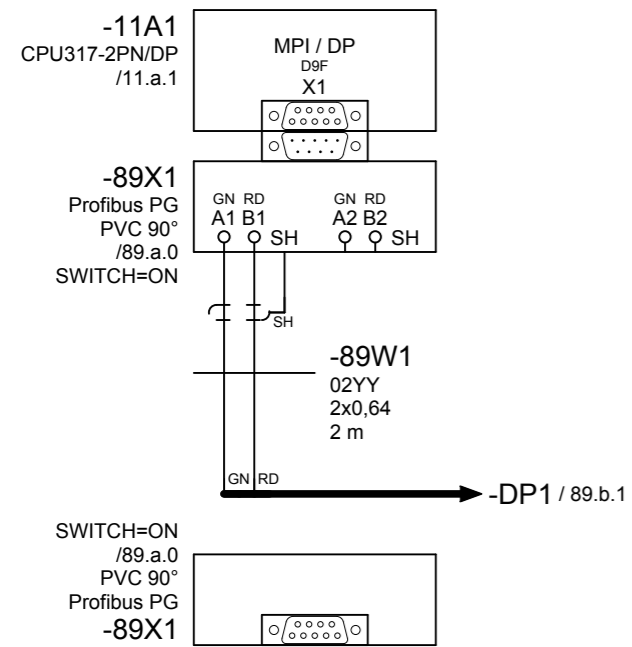 -11A1
CPU317-2PN/DP
/11.a.1
MPI / DP
D9F
X1
-89X1
Profibus PG
PVC 90°
/89.a.0
SWITCH=ON
GN RD GN RD
A1 B1 A2 B2
SH SH
SH
-89W1
02YY
2x0,64
2 m
GN RD
-DP1 / 89.b.1
SWITCH=ON
/89.a.0
PVC 90°
Profibus PG
-89X1